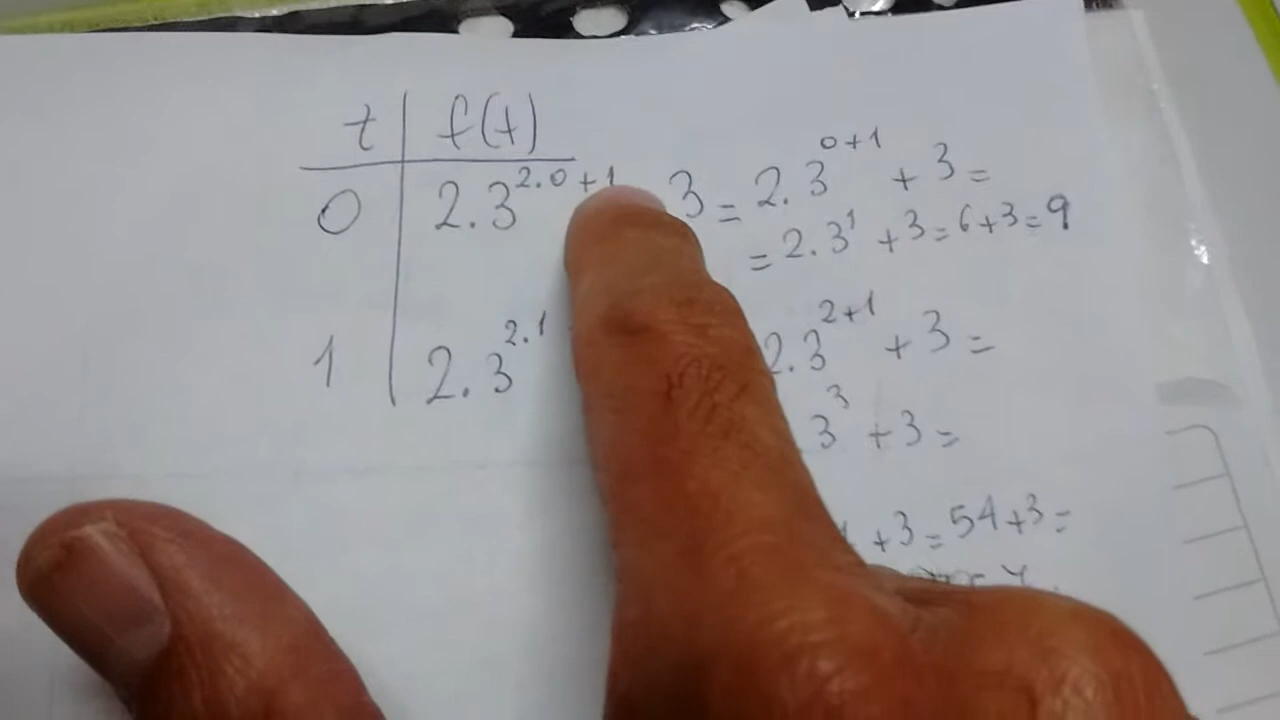 t | f(t)
0 | 2.3^{2.0+1} 3 = 2.3^{0+1} + 3 =
= 2.3^1 + 3 = 6+3 = 9
1 | 2.3^{2.1} 2.3^{2+1} + 3 =
. 3^3 + 3 =
+3 = 54+3 =